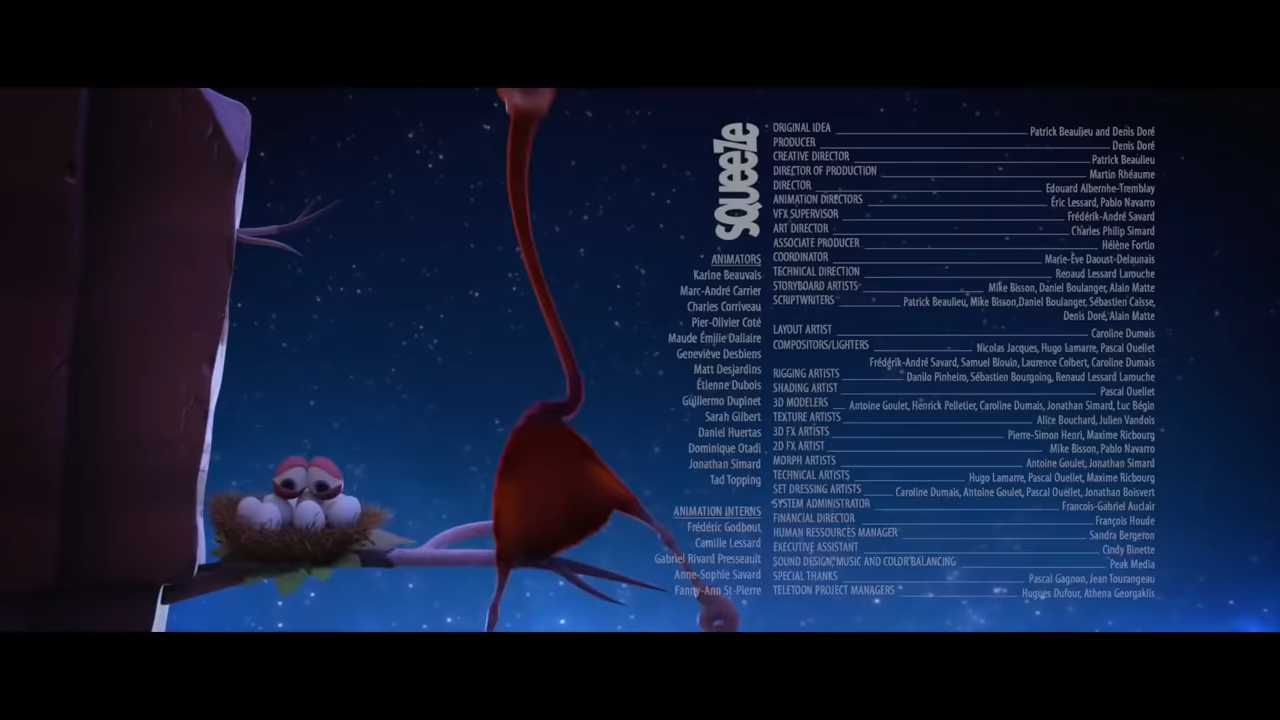 squeeze
ORIGINAL IDEA Patrick Beaulieu and Denis Doré
PRODUCER Denis Doré
CREATIVE DIRECTOR Patrick Beaulieu
DIRECTOR OF PRODUCTION Martin Rhéaume
DIRECTOR Edouard Albernhe-Tremblay
ANIMATION DIRECTORS Éric Lessard, Pablo Navarro
VFX SUPERVISOR Frédérik-André Savard
ART DIRECTOR Charles Philip Simard
ASSOCIATE PRODUCER Hélène Fortin
COORDINATOR Marie-Ève Daoust-Delaunais
TECHNICAL DIRECTION Renaud Lessard Larouche
STORYBOARD ARTISTS Mike Bisson, Daniel Boulanger, Alain Matte
SCRIPTWRITERS Patrick Beaulieu, Mike Bisson,Daniel Boulanger, Sébastien Caisse,
Denis Doré, Alain Matte
LAYOUT ARTIST Caroline Dumais
COMPOSITORS/LIGHTERS Nicolas Jacques, Hugo Lamarre, Pascal Ouellet
Frédérik-André Savard, Samuel Blouin, Laurence Colbert, Caroline Dumais
RIGGING ARTISTS Danilo Pinheiro, Sébastien Bourgoing, Renaud Lessard Larouche
SHADING ARTIST Pascal Ouellet
3D MODELERS Antoine Goulet, Henrick Pelletier, Caroline Dumais, Jonathan Simard, Luc Bégin
TEXTURE ARTISTS Alice Bouchard, Julien Vandois
3D FX ARTISTS Pierre-Simon Henri, Maxime Ricbourg
2D FX ARTIST Mike Bisson, Pablo Navarro
MORPH ARTISTS Antoine Goulet, Jonathan Simard
TECHNICAL ARTISTS Hugo Lamarre, Pascal Ouellet, Maxime Ricbourg
SET DRESSING ARTISTS Caroline Dumais, Antoine Goulet, Pascal Ouellet, Jonathan Boisvert
SYSTEM ADMINISTRATOR Francois-Gabriel Auclair
FINANCIAL DIRECTOR François Houde
HUMAN RESSOURCES MANAGER Sandra Bergeron
EXECUTIVE ASSISTANT Cindy Binette
SOUND DESIGN, MUSIC AND COLOR BALANCING Peak Media
SPECIAL THANKS Pascal Gagnon, Jean Tourangeau
TELETOON PROJECT MANAGERS Hugues Dufour, Athena Georgaklis
ANIMATORS
Karine Beauvais
Marc-André Carrier
Charles Corriveau
Pier-Olivier Coté
Maude Émilie Dallaire
Geneviève Desbiens
Matt Desjardins
Étienne Dubois
Guillermo Dupinet
Sarah Gilbert
Daniel Huertas
Dominique Otadi
Jonathan Simard
Tad Topping
ANIMATION INTERNS
Frédéric Godbout
Camille Lessard
Gabriel Rivard Presseault
Anne-Sophie Savard
Fanny-Ann St-Pierre